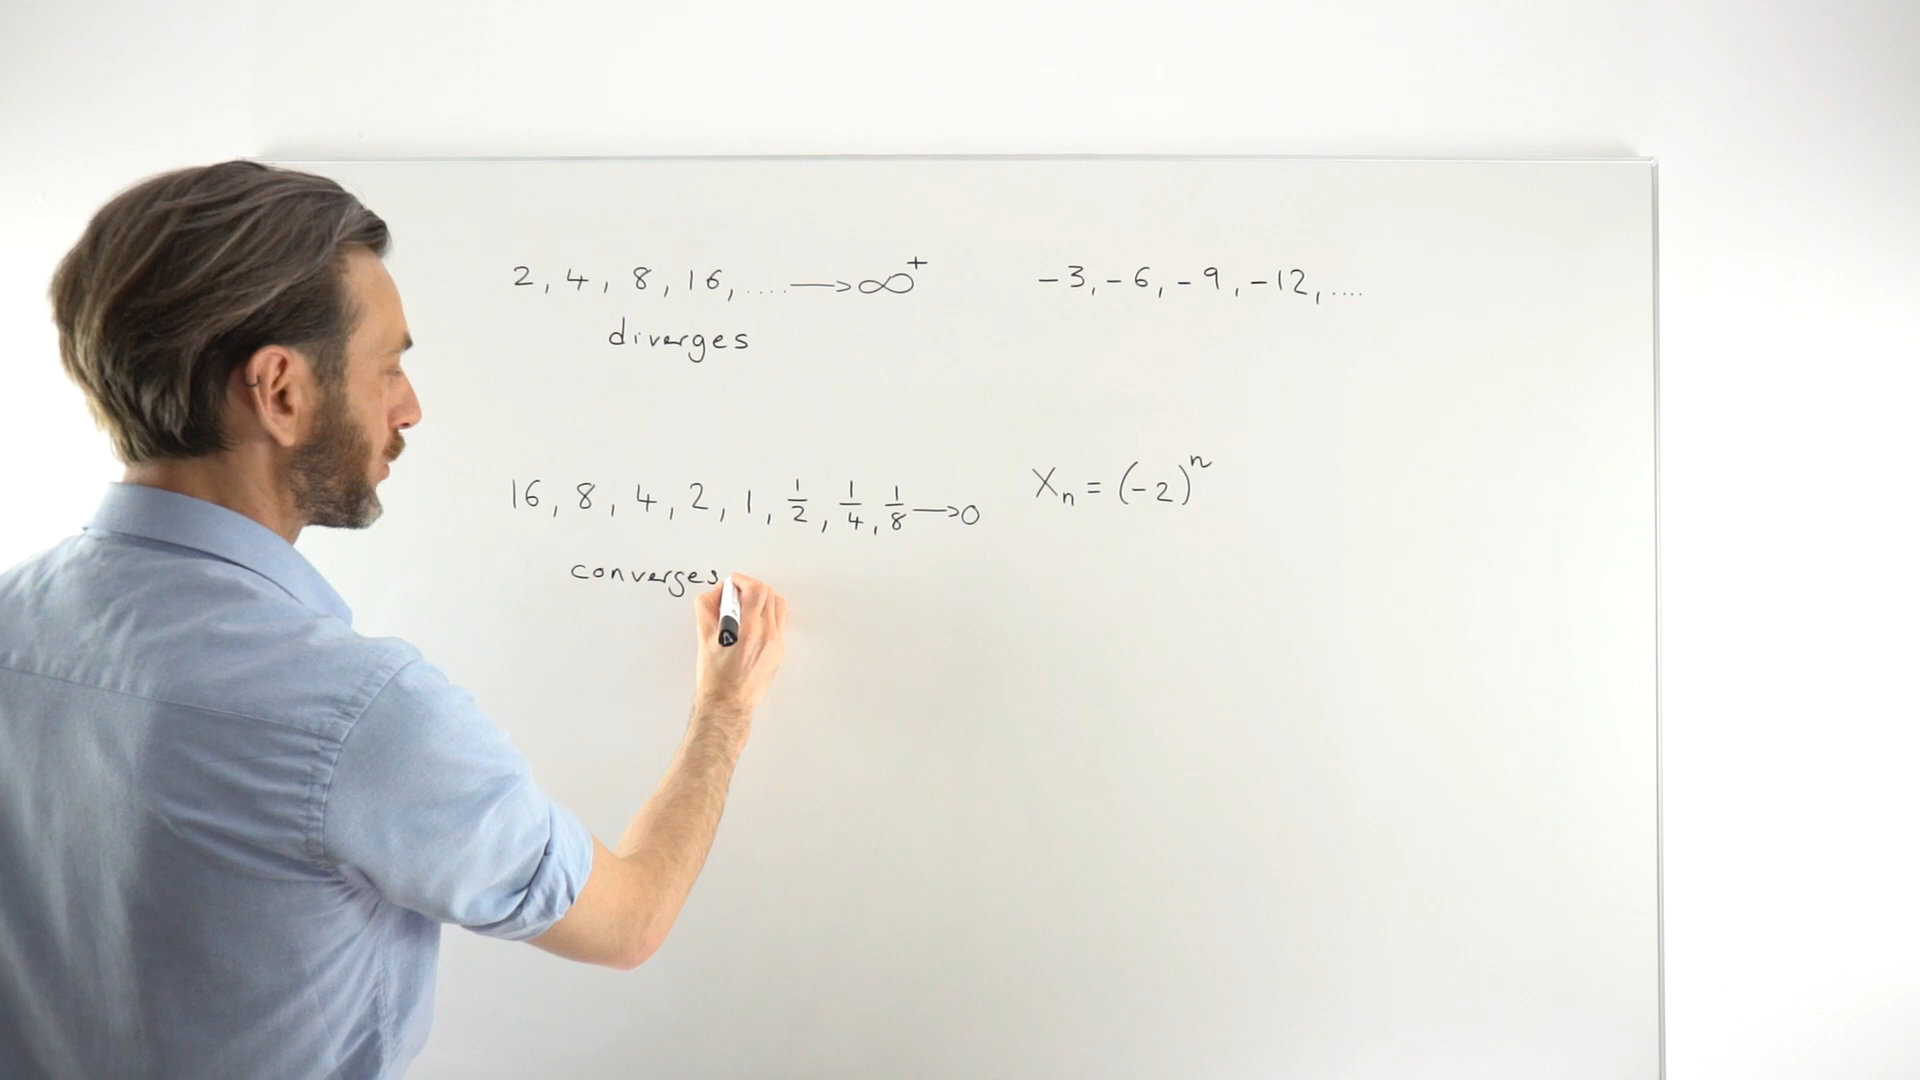 2, 4, 8, 16, ....→∞⁺
diverges
-3, -6, -9, -12, ....
16, 8, 4, 2, 1, 1/2, 1/4, 1/8→0
converges
Xₙ = (-2)ⁿ